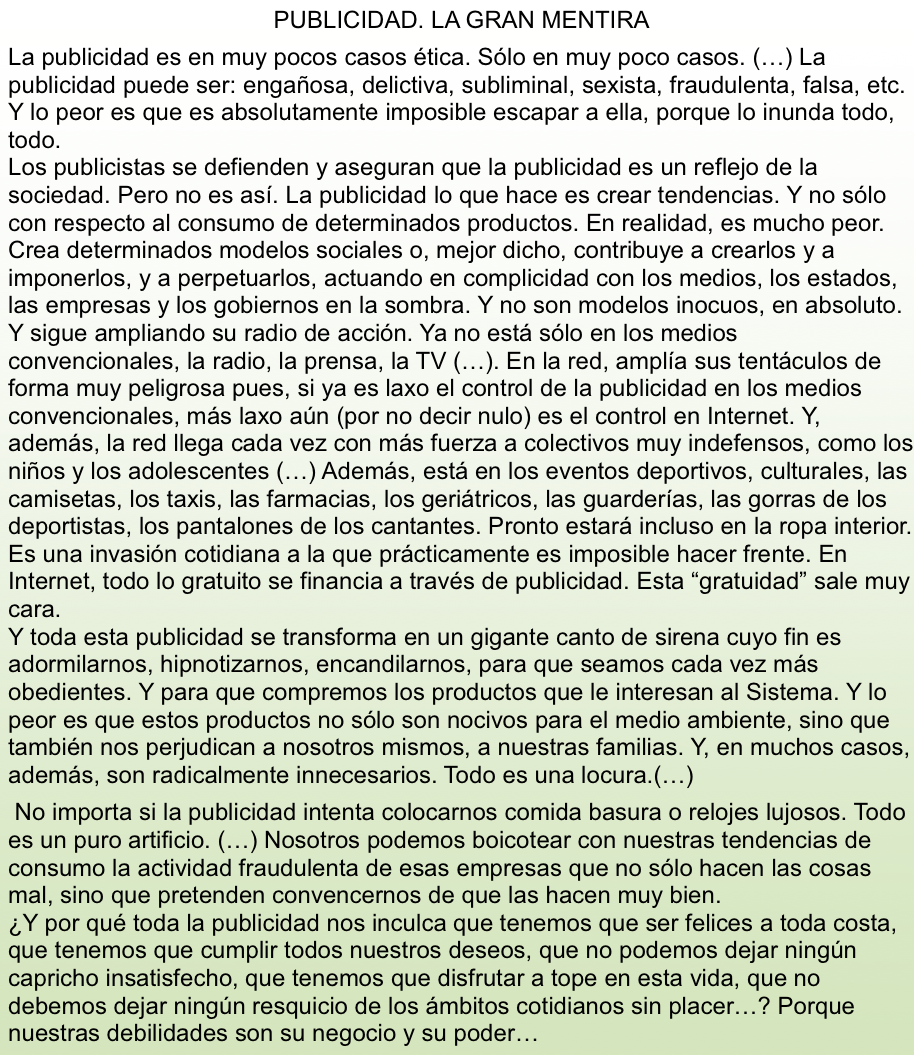 PUBLICIDAD. LA GRAN MENTIRA
La publicidad es en muy pocos casos ética. Sólo en muy poco casos. (…) La
publicidad puede ser: engañosa, delictiva, subliminal, sexista, fraudulenta, falsa, etc.
Y lo peor es que es absolutamente imposible escapar a ella, porque lo inunda todo,
todo.
Los publicistas se defienden y aseguran que la publicidad es un reflejo de la
sociedad. Pero no es así. La publicidad lo que hace es crear tendencias. Y no sólo
con respecto al consumo de determinados productos. En realidad, es mucho peor.
Crea determinados modelos sociales o, mejor dicho, contribuye a crearlos y a
imponerlos, y a perpetuarlos, actuando en complicidad con los medios, los estados,
las empresas y los gobiernos en la sombra. Y no son modelos inocuos, en absoluto.
Y sigue ampliando su radio de acción. Ya no está sólo en los medios
convencionales, la radio, la prensa, la TV (…). En la red, amplía sus tentáculos de
forma muy peligrosa pues, si ya es laxo el control de la publicidad en los medios
convencionales, más laxo aún (por no decir nulo) es el control en Internet. Y,
además, la red llega cada vez con más fuerza a colectivos muy indefensos, como los
niños y los adolescentes (…) Además, está en los eventos deportivos, culturales, las
camisetas, los taxis, las farmacias, los geriátricos, las guarderías, las gorras de los
deportistas, los pantalones de los cantantes. Pronto estará incluso en la ropa interior.
Es una invasión cotidiana a la que prácticamente es imposible hacer frente. En
Internet, todo lo gratuito se financia a través de publicidad. Esta “gratuidad” sale muy
cara.
Y toda esta publicidad se transforma en un gigante canto de sirena cuyo fin es
adormilarnos, hipnotizarnos, encandilarnos, para que seamos cada vez más
obedientes. Y para que compremos los productos que le interesan al Sistema. Y lo
peor es que estos productos no sólo son nocivos para el medio ambiente, sino que
también nos perjudican a nosotros mismos, a nuestras familias. Y, en muchos casos,
además, son radicalmente innecesarios. Todo es una locura.(…)
No importa si la publicidad intenta colocarnos comida basura o relojes lujosos. Todo
es un puro artificio. (…) Nosotros podemos boicotear con nuestras tendencias de
consumo la actividad fraudulenta de esas empresas que no sólo hacen las cosas
mal, sino que pretenden convencernos de que las hacen muy bien.
¿Y por qué toda la publicidad nos inculca que tenemos que ser felices a toda costa,
que tenemos que cumplir todos nuestros deseos, que no podemos dejar ningún
capricho insatisfecho, que tenemos que disfrutar a tope en esta vida, que no
debemos dejar ningún resquicio de los ámbitos cotidianos sin placer…? Porque
nuestras debilidades son su negocio y su poder…